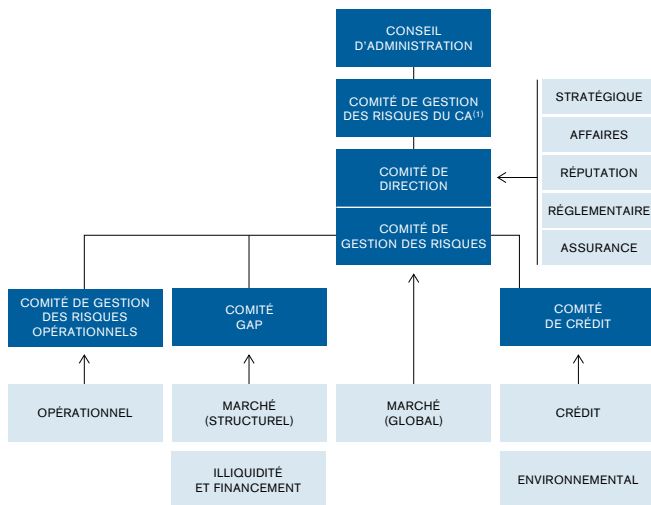 CONSEIL
D'ADMINISTRATION
COMITÉ DE GESTION
DES RISQUES DU CA(1)
COMITÉ DE
DIRECTION
COMITÉ DE
GESTION DES RISQUES
STRATÉGIQUE
AFFAIRES
RÉPUTATION
RÉGLEMENTAIRE
ASSURANCE
COMITÉ DE GESTION
DES RISQUES
OPÉRATIONNELS
COMITÉ
GAP
COMITÉ
DE CRÉDIT
OPÉRATIONNEL
MARCHÉ
(STRUCTUREL)
MARCHÉ
(GLOBAL)
CRÉDIT
ILLIQUIDITÉ
ET FINANCEMENT
ENVIRONNEMENTAL